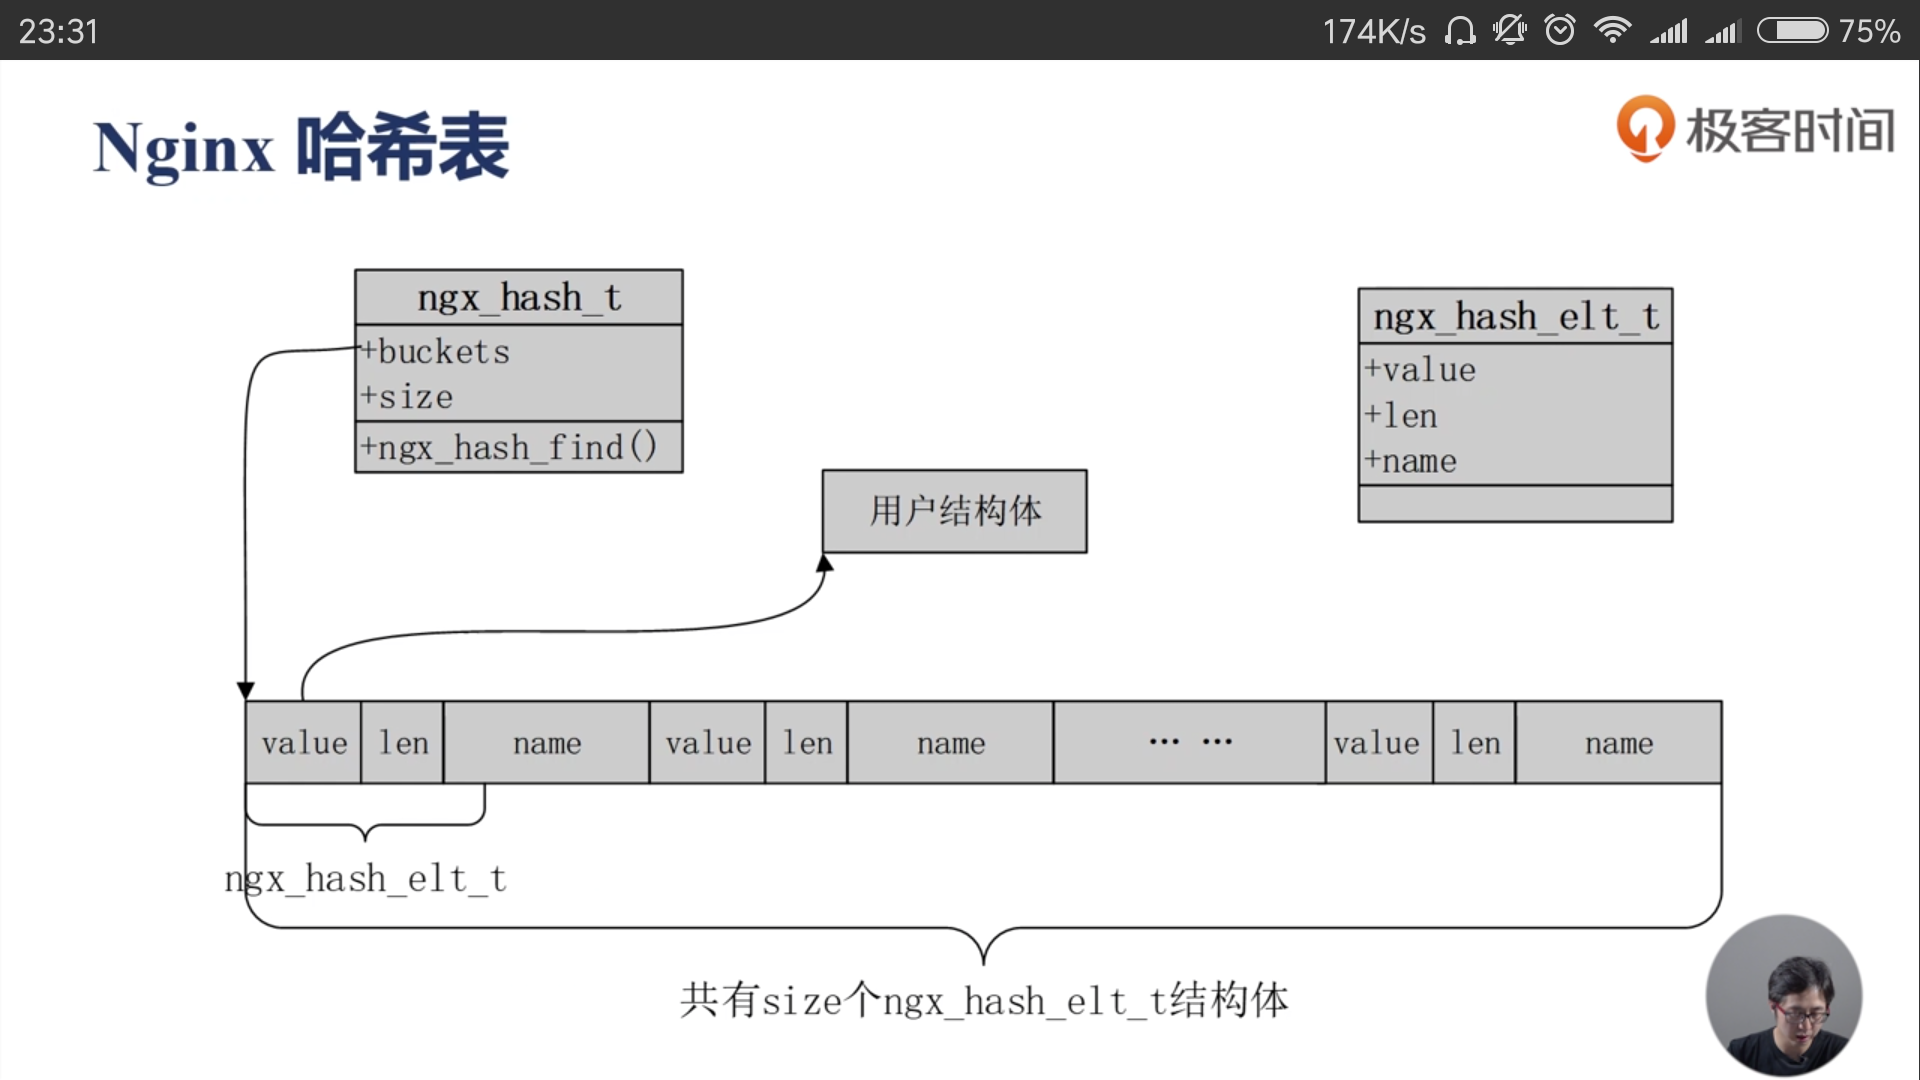 23:31
174K/s
75%
Nginx 哈希表
极客时间
ngx_hash_t
+buckets
+size
+ngx_hash_find()
ngx_hash_elt_t
+value
+len
+name
用户结构体
value len name value len name ··· ··· value len name
ngx_hash_elt_t
共有size个ngx_hash_elt_t结构体